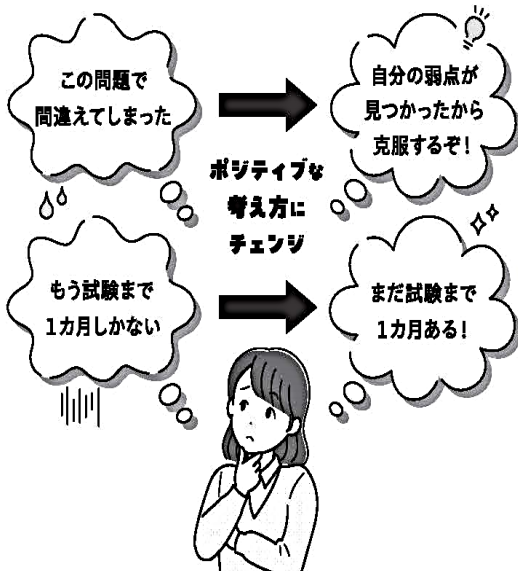 この問題で
間違えてしまった
自分の弱点が
見つかったから
克服するぞ!
ポジティブな
考え方に
チェンジ
もう試験まで
1カ月しかない
まだ試験まで
1カ月ある!